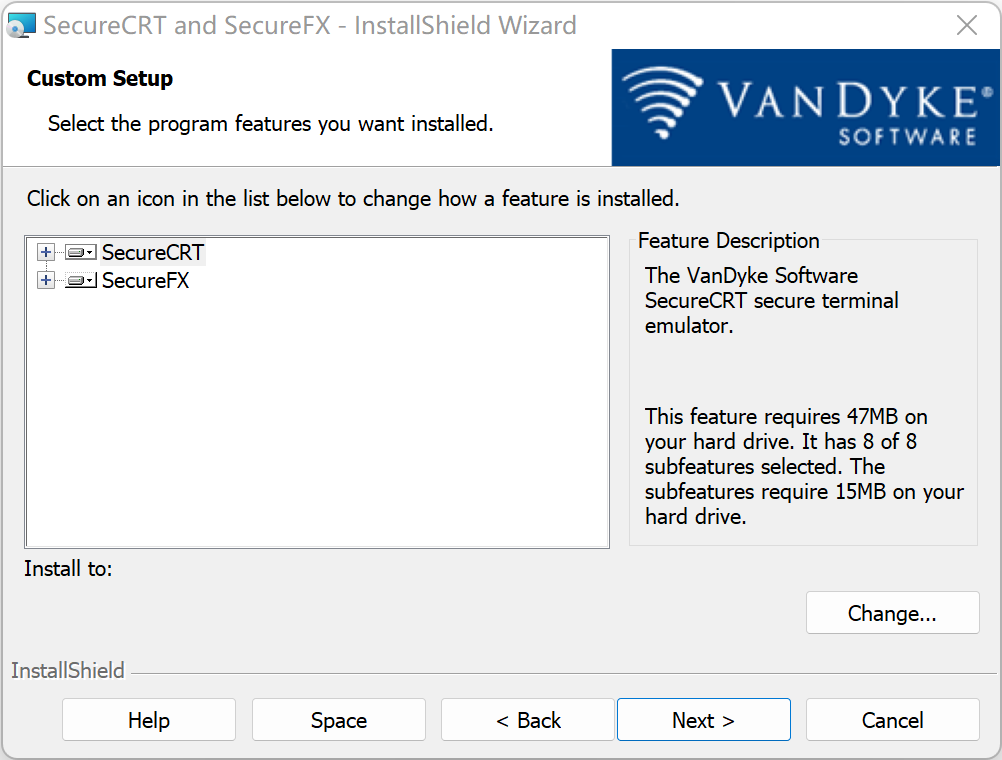 SecureCRT and SecureFX - InstallShield Wizard
Custom Setup
Select the program features you want installed.
VANDYKE®
SOFTWARE
Click on an icon in the list below to change how a feature is installed.
SecureCRT
SecureFX
Feature Description
The VanDyke Software
SecureCRT secure terminal
emulator.
This feature requires 47MB on
your hard drive. It has 8 of 8
subfeatures selected. The
subfeatures require 15MB on your
hard drive.
Install to:
Change...
InstallShield
Help
Space
< Back
Next >
Cancel